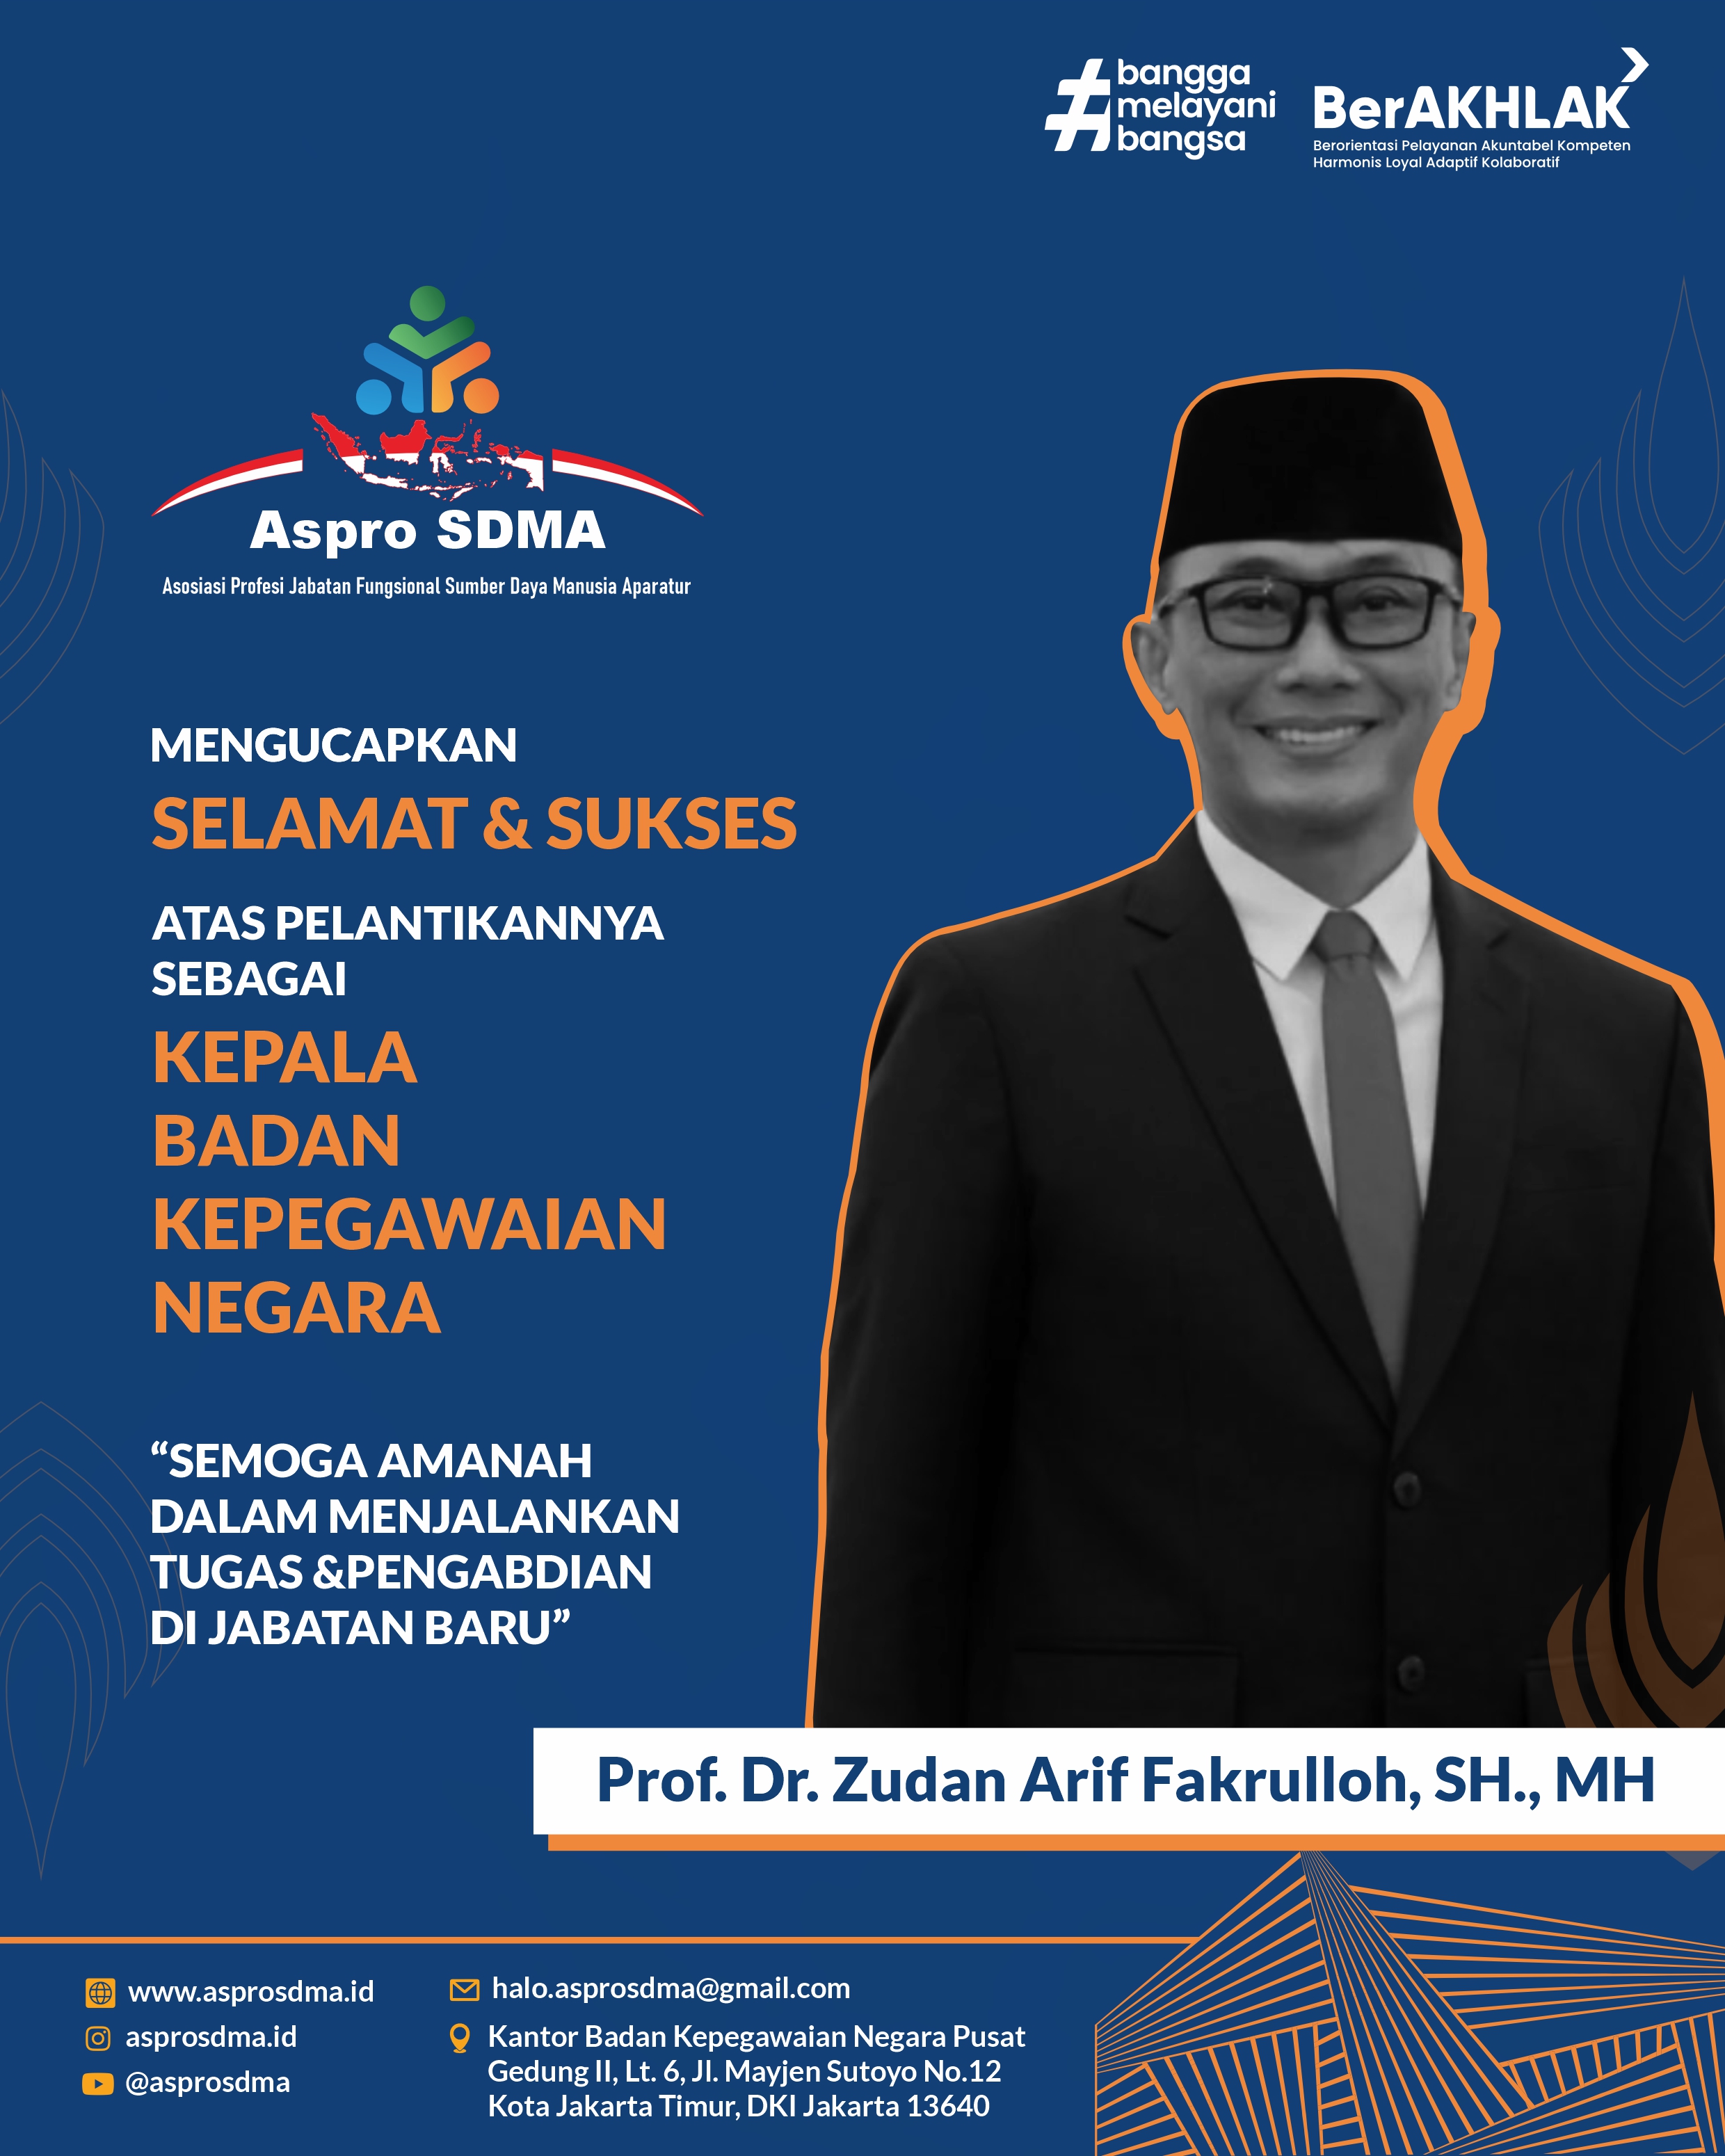 #bangga
melayani
bangsa
BerAKHLAK
Berorientasi Pelayanan Akuntabel Kompeten
Harmonis Loyal Adaptif Kolaboratif
Aspro SDMA
Asosiasi Profesi Jabatan Fungsional Sumber Daya Manusia Aparatur
MENGUCAPKAN
SELAMAT & SUKSES
ATAS PELANTIKANNYA
SEBAGAI
KEPALA
BADAN
KEPEGAWAIAN
NEGARA
“SEMOGA AMANAH
DALAM MENJALANKAN
TUGAS &PENGABDIAN
DI JABATAN BARU”
Prof. Dr. Zudan Arif Fakrulloh, SH., MH
www.asprosdma.id
asprosdma.id
@asprosdma
halo.asprosdma@gmail.com
Kantor Badan Kepegawaian Negara Pusat
Gedung II, Lt. 6, Jl. Mayjen Sutoyo No.12
Kota Jakarta Timur, DKI Jakarta 13640